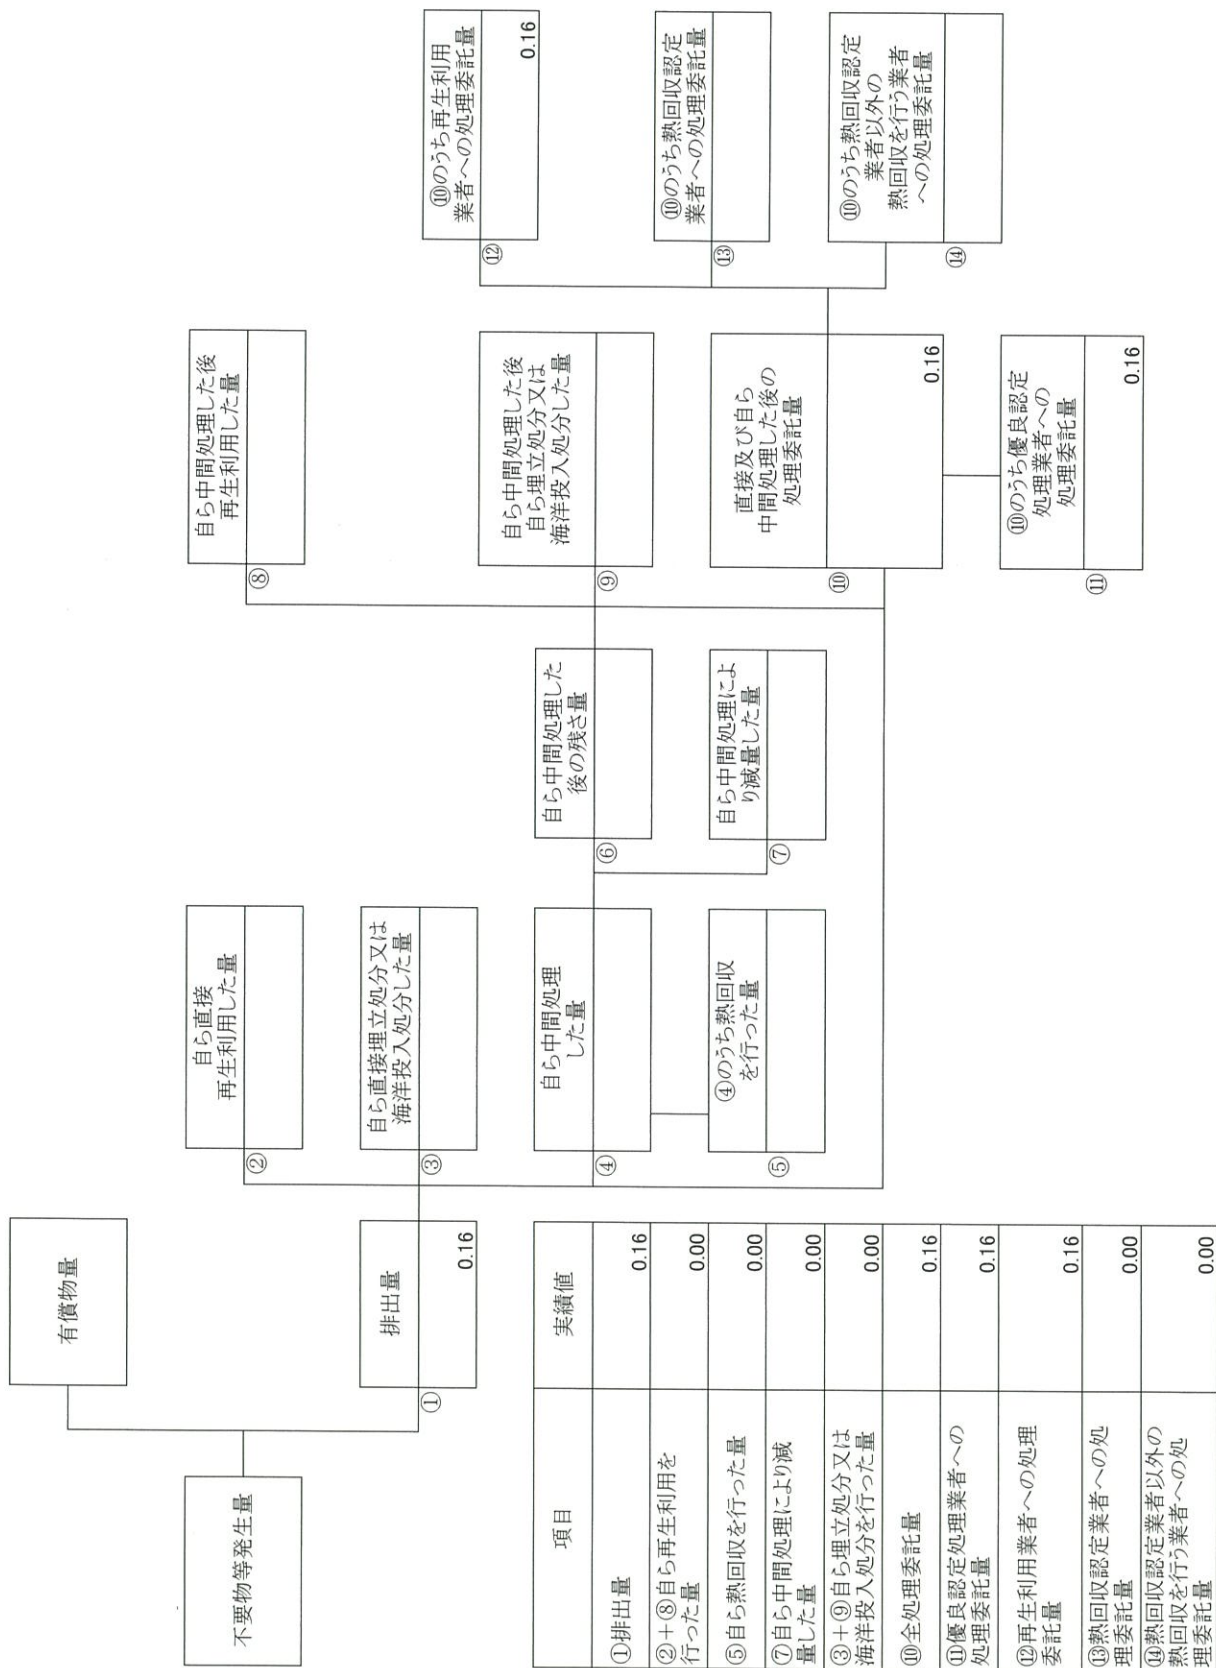 不要物等発生量
有償物量
排出量
①
0.16
自ら直接
再生利用した量
②
自ら直接埋立処分又は
海洋投入処分した量
③
自ら中間処理
した量
④
④のうち熱回収
を行った量
⑤
自ら中間処理した
後の残さ量
⑥
自ら中間処理によ
り減量した量
⑦
自ら中間処理した後
再生利用した量
⑧
自ら中間処理した後
自ら埋立処分又は
海洋投入処分した量
⑨
直接及び自ら
中間処理した後の
処理委託量
⑩
0.16
⑩のうち優良認定
処理業者への
処理委託量
⑪
0.16
⑩のうち再生利用
業者への処理委託量
⑫
0.16
⑩のうち熱回収認定
業者への処理委託量
⑬
⑩のうち熱回収認定
業者以外の
熱回収を行う業者
への処理委託量
⑭
項目
実績値
①排出量
0.16
②+⑧自ら再生利用を
行った量
0.00
⑤自ら熱回収を行った量
0.00
⑦自ら中間処理により減
量した量
0.00
③+⑨自ら埋立処分又は
海洋投入処分を行った量
0.00
⑩全処理委託量
0.16
⑪優良認定処理業者への
処理委託量
0.16
⑫再生利用業者への処理
委託量
0.16
⑬熱回収認定業者への処
理委託量
0.00
⑭熱回収認定業者以外の
熱回収を行う業者への処
理委託量
0.00